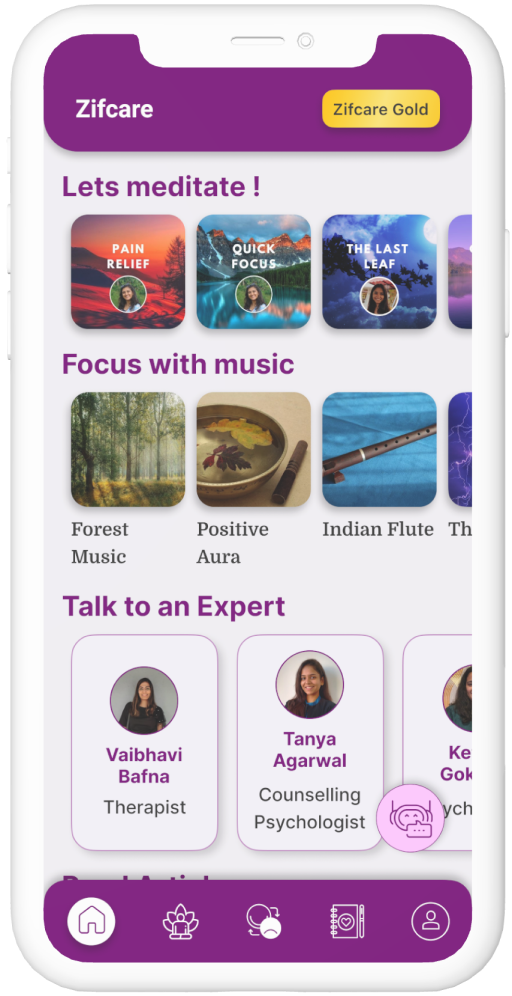 Zifcare
Zifcare Gold
Lets meditate !
PAIN
RELIEF
QUICK
FOCUS
THE LAST
LEAF
Focus with music
Forest
Music
Positive
Aura
Indian Flute
Th
Talk to an Expert
Vaibhavi
Bafna
Therapist
Tanya
Agarwal
Counselling
Psychologist
Ke
Gok
ych